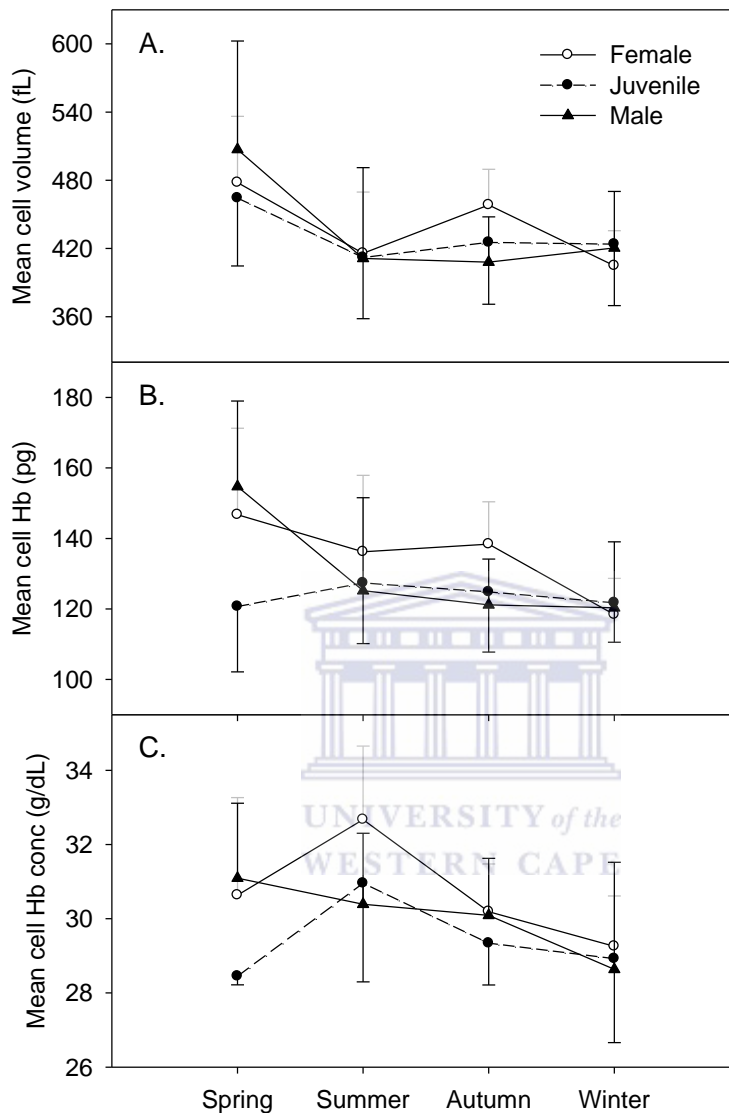 A.
Female
Juvenile
Male
Mean cell volume (fL)
600
540
480
420
360
B.
Mean cell Hb (pg)
180
160
140
120
100
C.
Mean cell Hb conc (g/dL)
34
32
30
28
26
UNIVERSITY of the
WESTERN CAPE
Spring Summer Autumn Winter